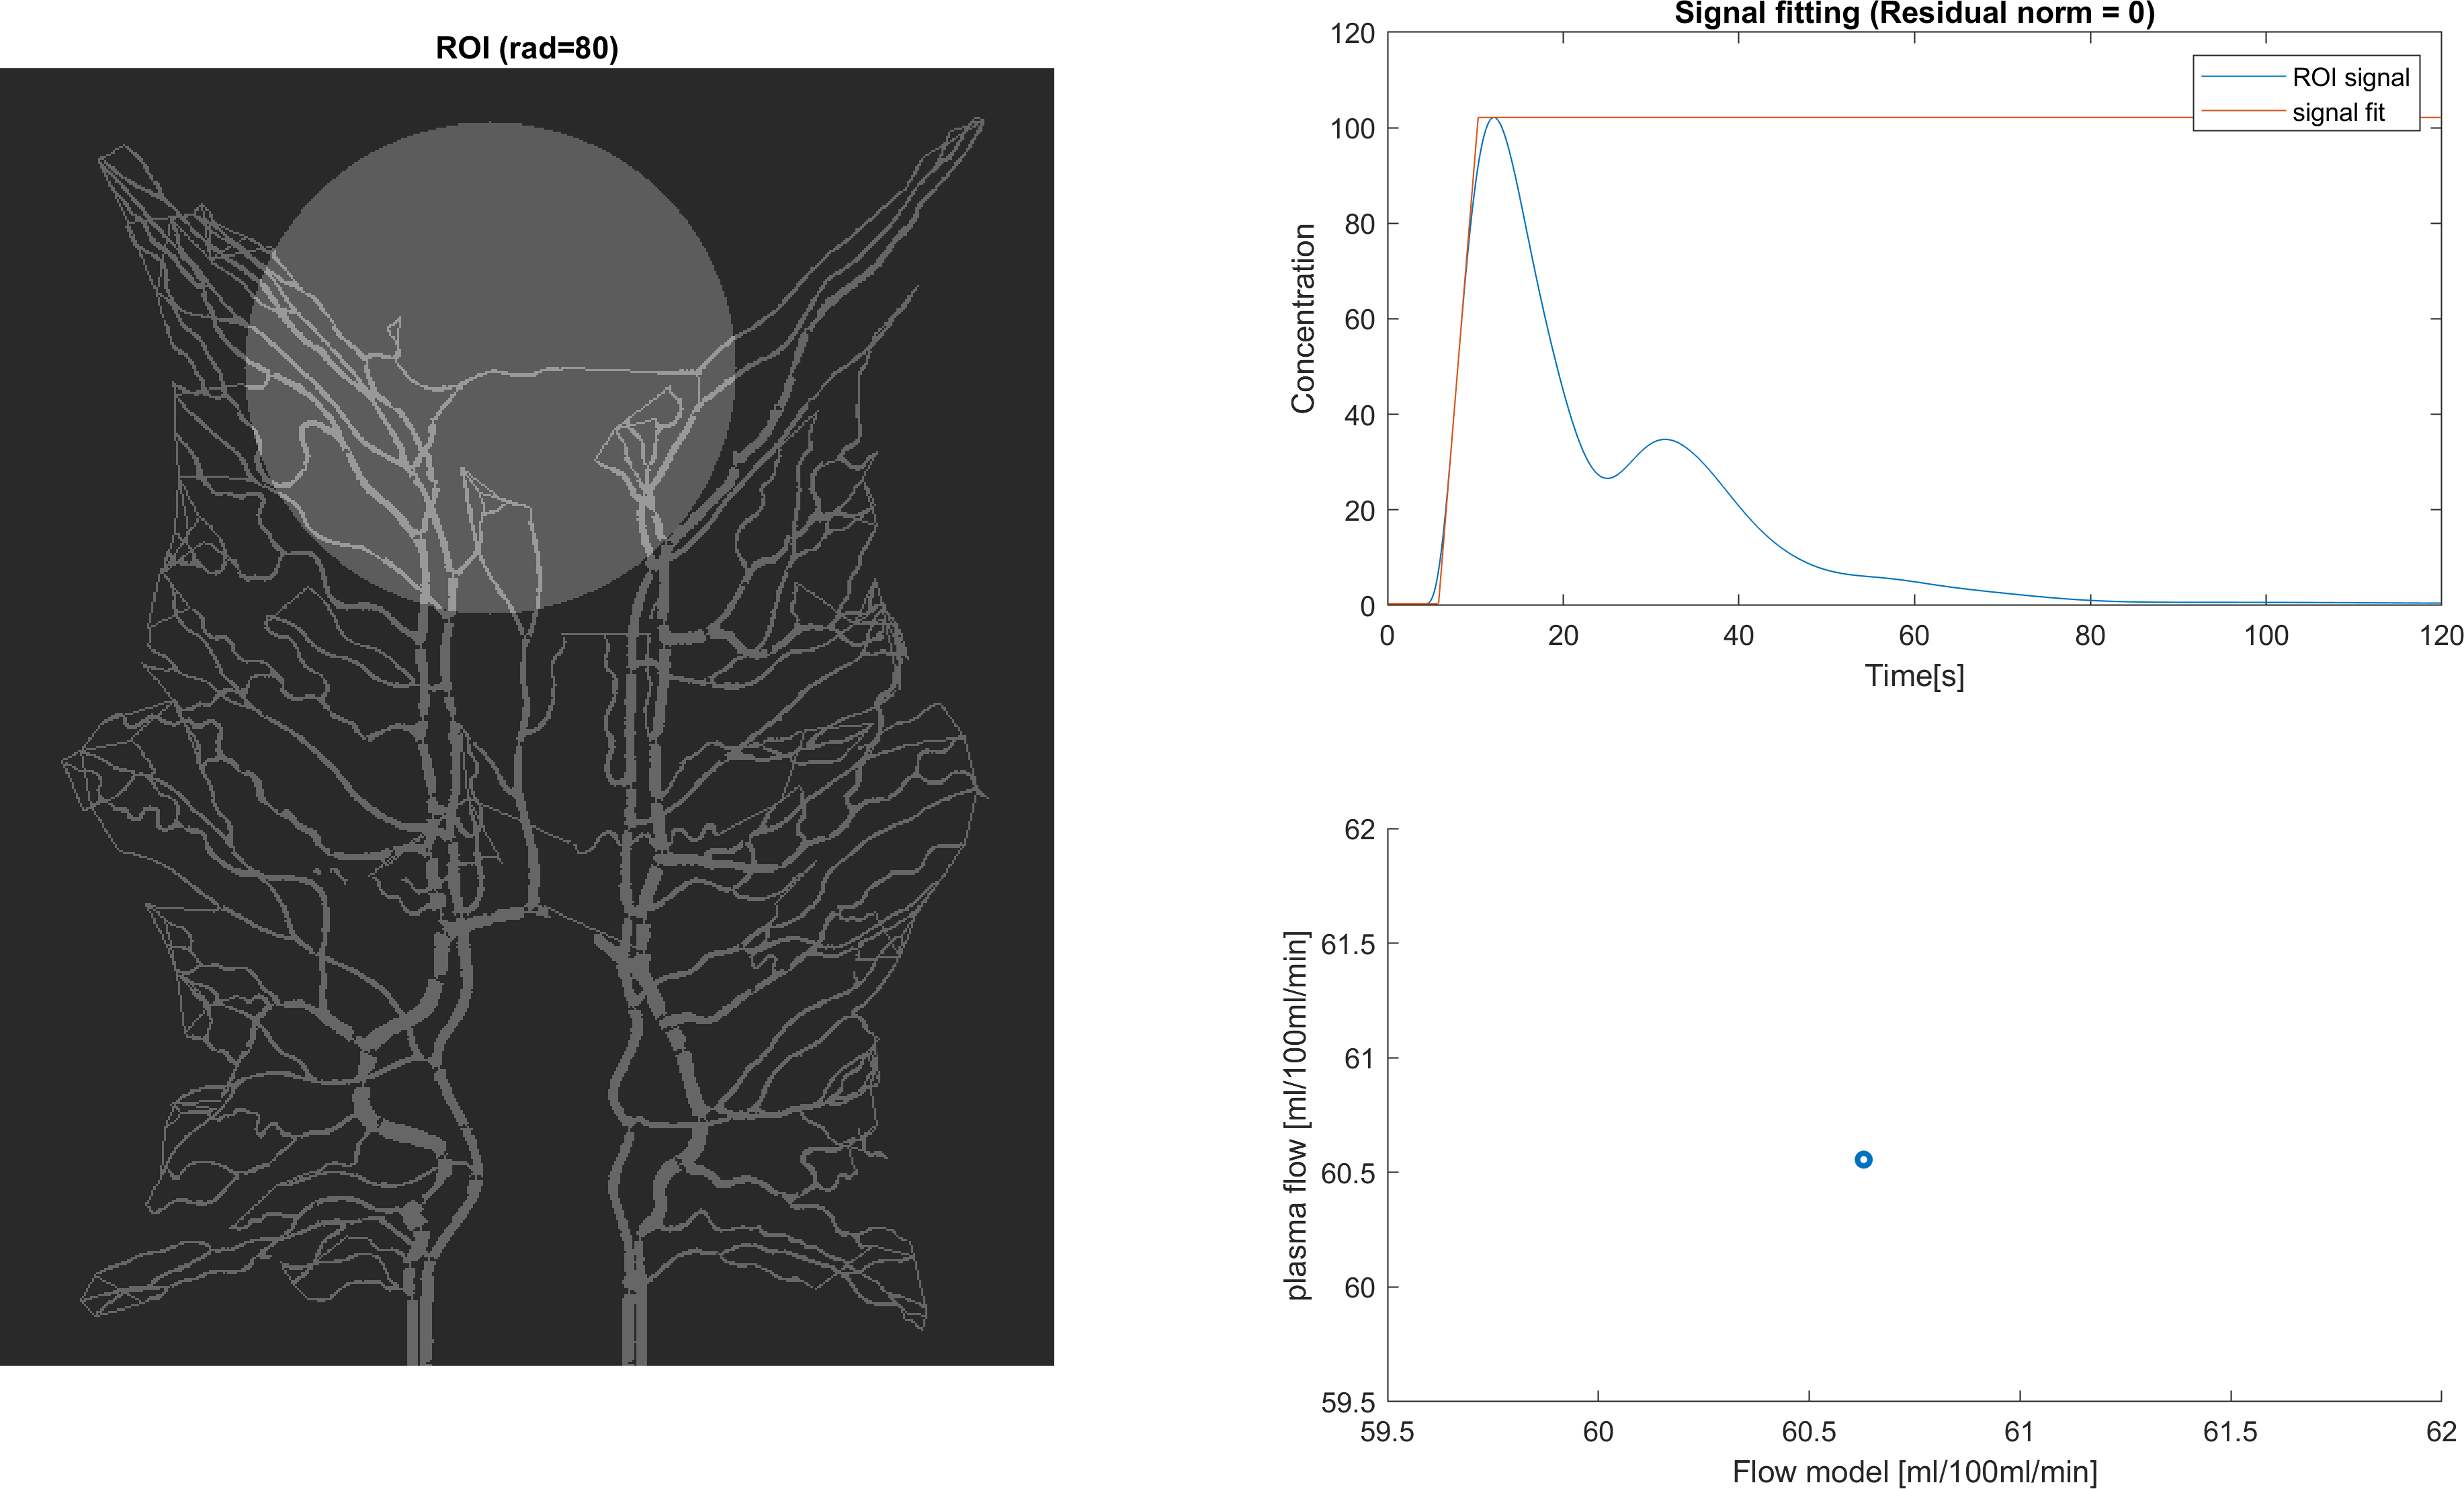 ROI (rad=80)
Signal fitting (Residual norm = 0)
120
100
80
60
40
20
0
Concentration
ROI signal
signal fit
0 20 40 60 80 100 120
Time[s]
62
61.5
61
60.5
60
59.5
plasma flow [ml/100ml/min]
59.5 60 60.5 61 61.5 62
Flow model [ml/100ml/min]